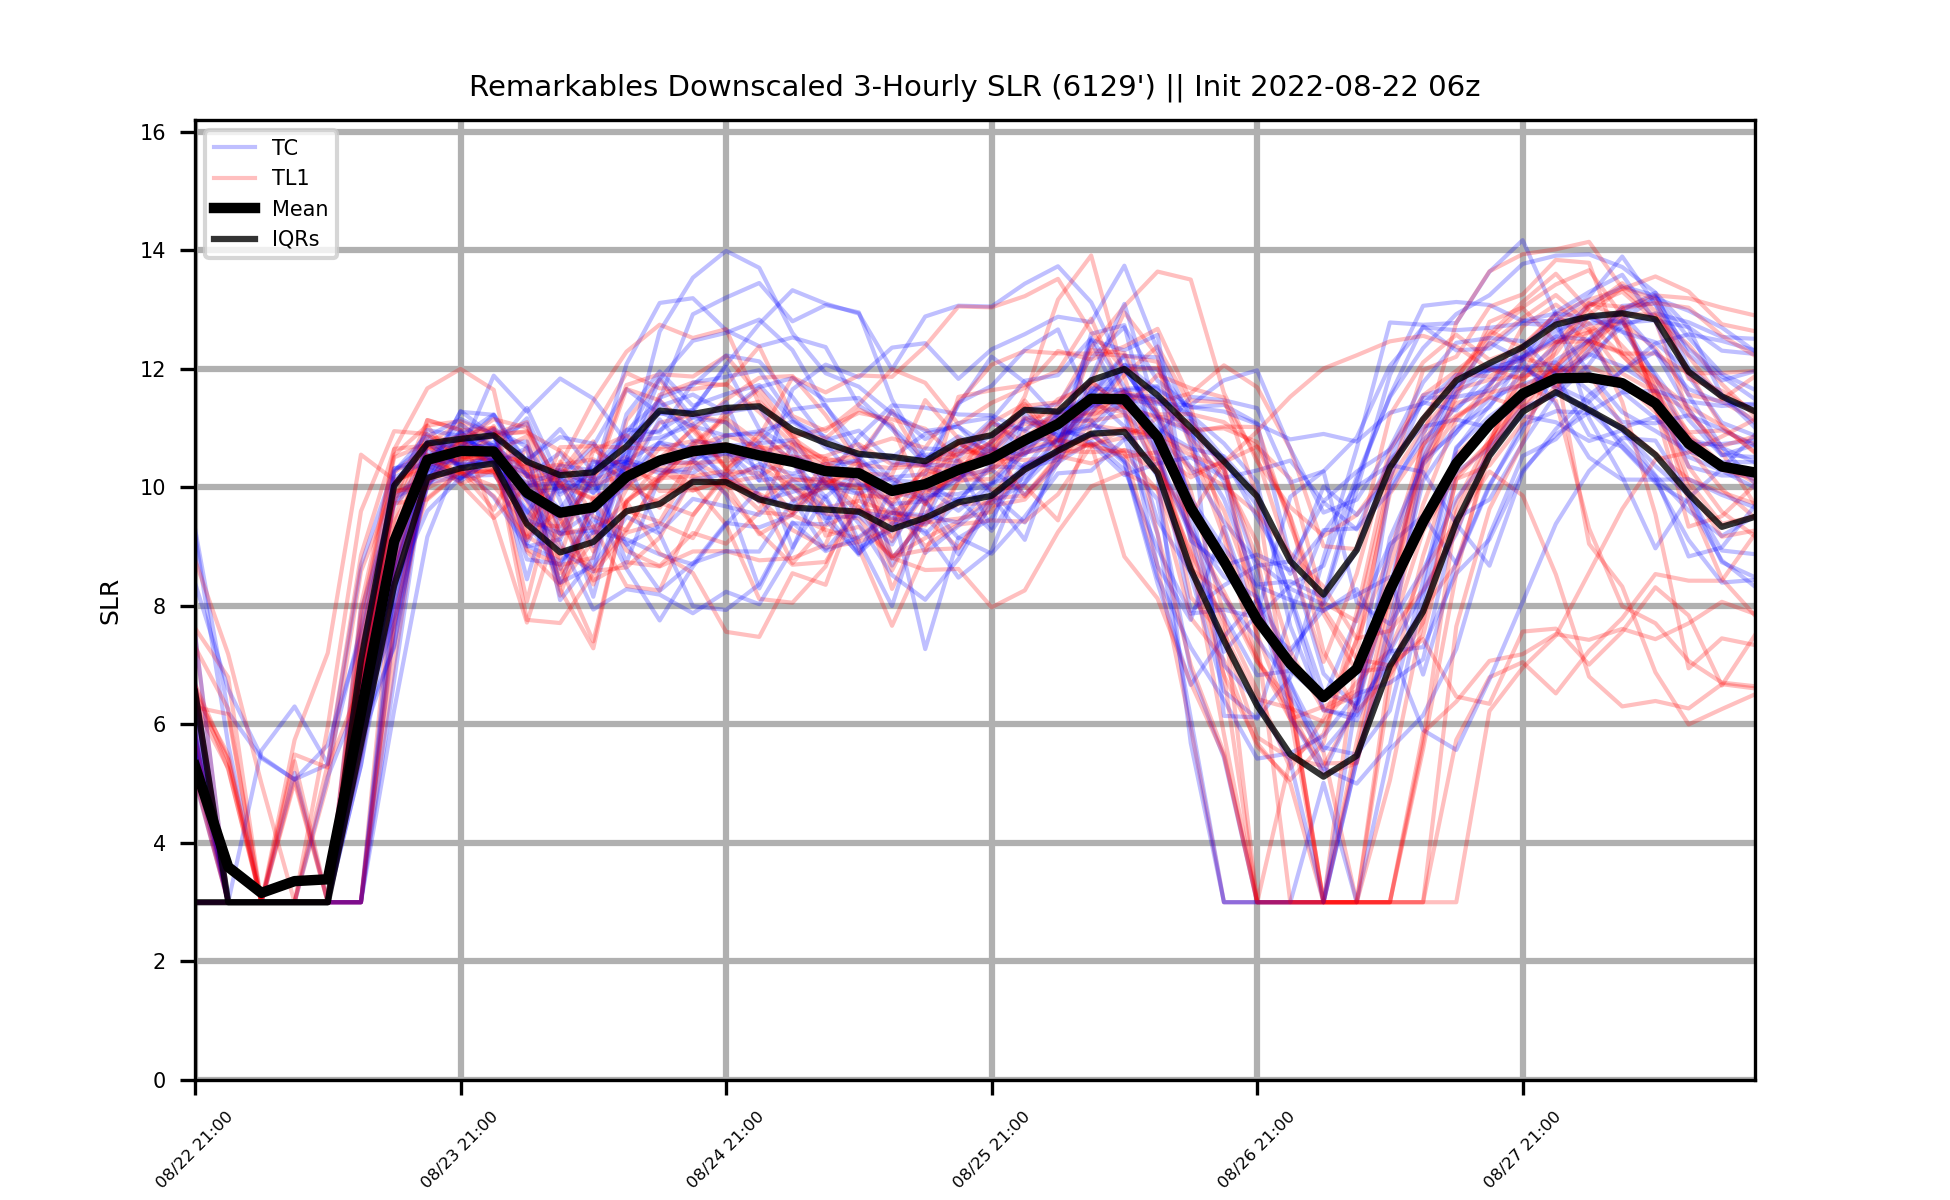 Remarkables Downscaled 3-Hourly SLR (6129') || Init 2022-08-22 06z
16
14
12
10
8
6
4
2
0
SLR
TC
TL1
Mean
IQRs
08/22 21:00
08/23 21:00
08/24 21:00
08/25 21:00
08/26 21:00
08/27 21:00